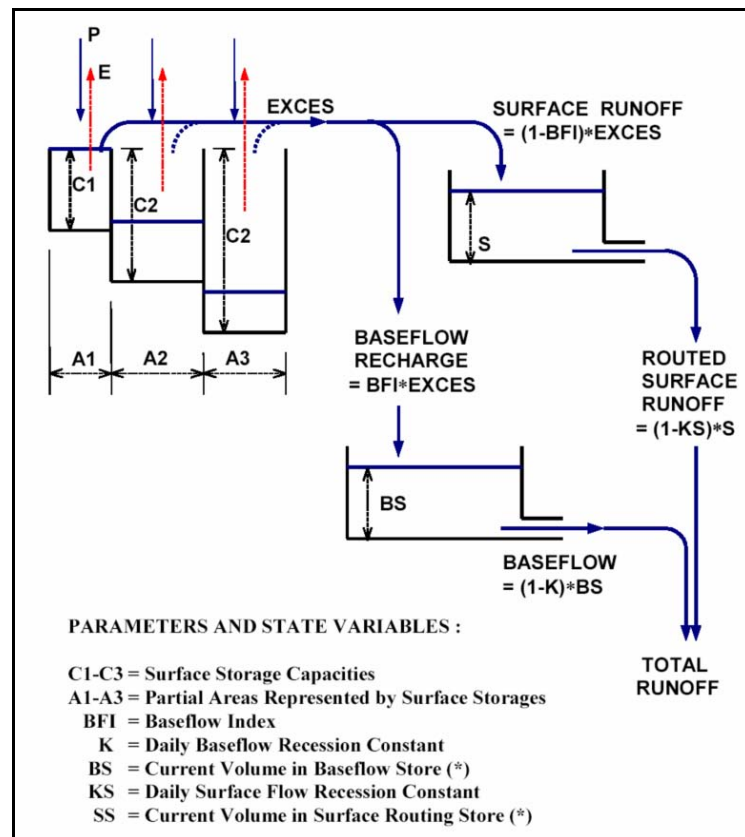 P
E
EXCES
SURFACE RUNOFF
= (1-BFI)*EXCES
C1
C2
C2
S
A1
A2
A3
BASEFLOW
RECHARGE
= BFI*EXCES
ROUTED
SURFACE
RUNOFF
= (1-KS)*S
BS
BASEFLOW
= (1-K)*BS
TOTAL
RUNOFF
PARAMETERS AND STATE VARIABLES :
C1-C3 = Surface Storage Capacities
A1-A3 = Partial Areas Represented by Surface Storages
BFI = Baseflow Index
K = Daily Baseflow Recession Constant
BS = Current Volume in Baseflow Store (*)
KS = Daily Surface Flow Recession Constant
SS = Current Volume in Surface Routing Store (*)